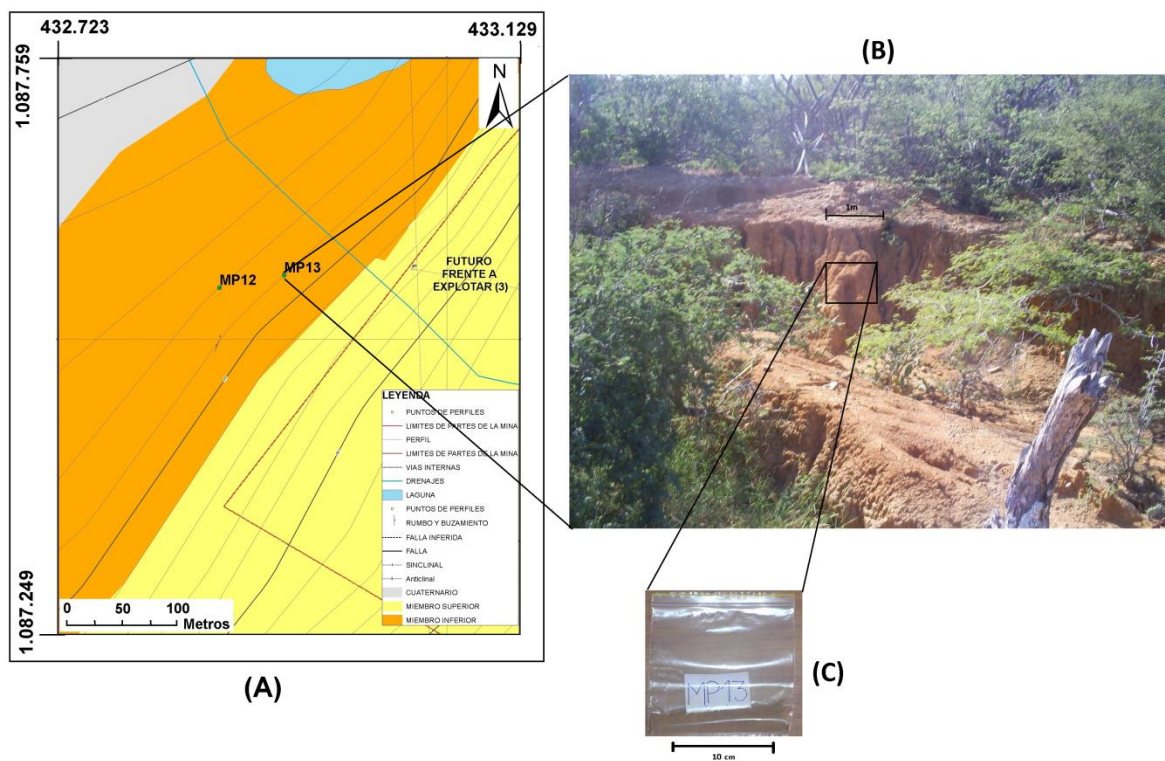 432.723
433.129
1.087.759
1.087.249
N
MP12
MP13
FUTURO
FRENTE A
EXPLOTAR (3)
LEYENDA
PUNTOS DE PERFILES
LIMITES DE PARTES DE LA MINA
PERFIL
LIMITES DE PARTES DE LA MINA
VIAS INTERNAS
DRENAJES
LAGUNA
PUNTOS DE PERFILES
RUMBO Y BUZAMIENTO
FALLA INFERIDA
FALLA
SINCLINAL
Anticlinal
CUATERNARIO
MIEMBRO SUPERIOR
MIEMBRO INFERIOR
0 50 100
Metros
(A)
(B)
1m
MP13
(C)
10 cm